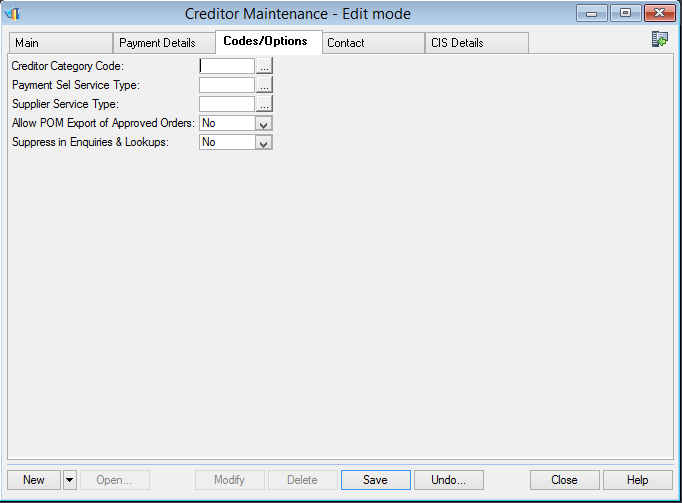 Creditor Maintenance - Edit mode
Main Payment Details Codes/Options Contact CIS Details
Creditor Category Code: ...
Payment Sel Service Type: ...
Supplier Service Type: ...
Allow POM Export of Approved Orders: No
Suppress in Enquiries & Lookups: No
New Open... Modify Delete Save Undo... Close Help